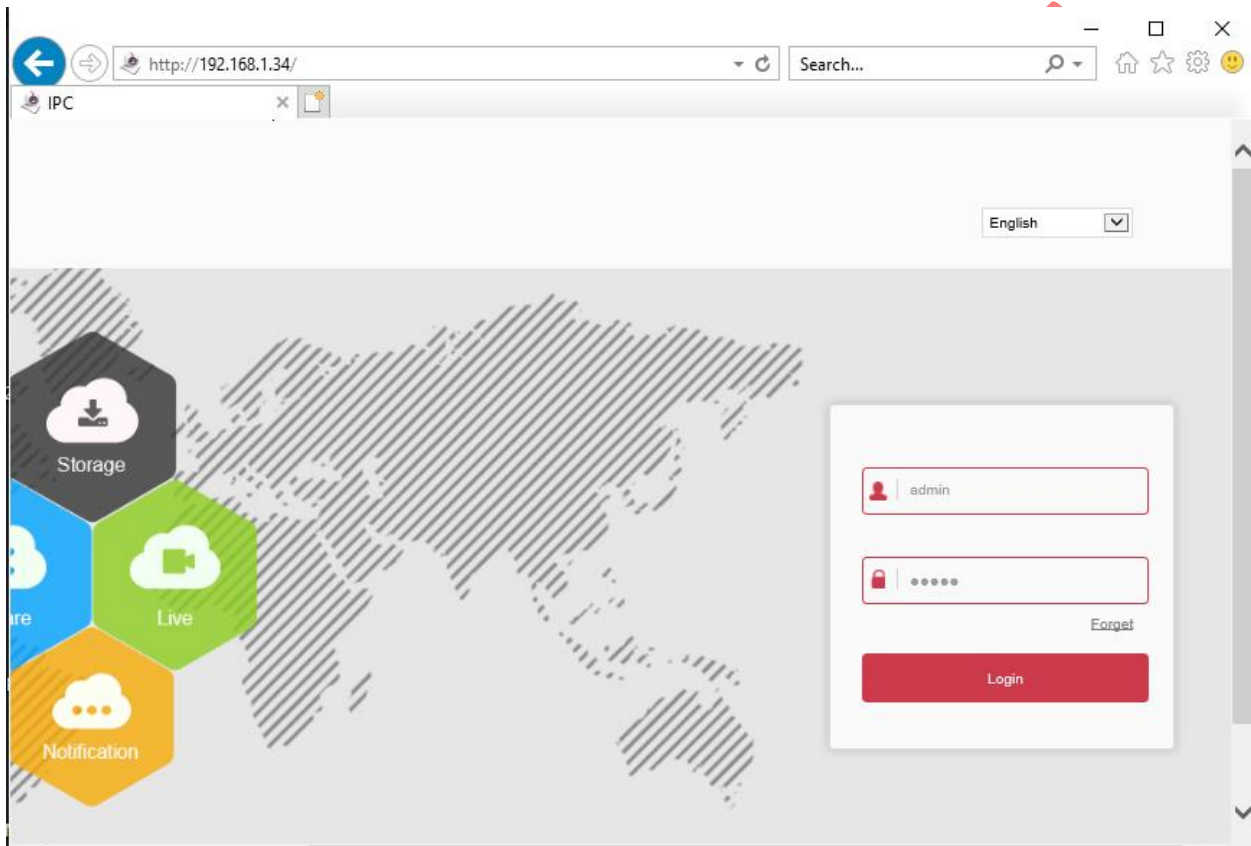 http://192.168.1.34/
Search...
IPC
English
Storage
admin
●●●●●
re
Live
Forget
Login
Notification